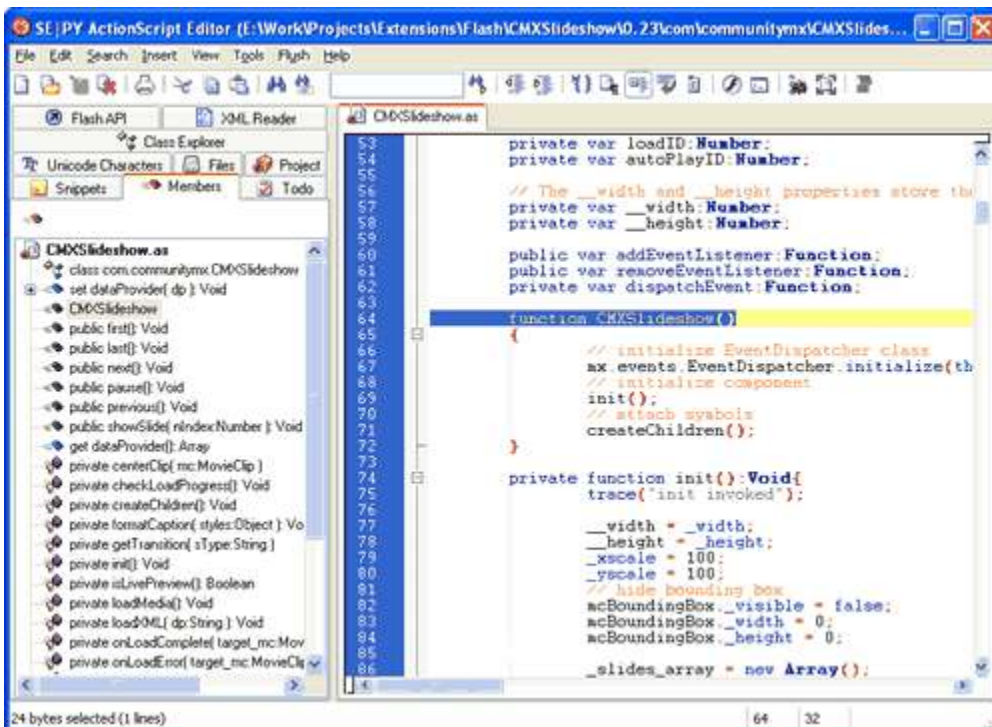 SE|PY ActionScript Editor (E:\Work\Projects\Extensions\Flash\CMXSlideshow\0.23\com\communitymx\CMXSlides...
File Edit Search Insert View Tools Flush Help
Flash API XML Reader
Class Explorer
Unicode Characters Files Project
Snippets Members Todo
CMXSlideshow.as
class com.communitymx.CMXSlideshow
set dataProvider( dp ): Void
CMXSlideshow
public first(): Void
public last(): Void
public next(): Void
public pause(): Void
public previous(): Void
public showSlide( nIndex:Number ): Void
get dataProvider(): Array
private centerClip( mc:MovieClip )
private checkLoadProgress(): Void
private createChildren(): Void
private formatCaption( styles:Object ): Vo
private getTransition( sType:String )
private init(): Void
private isLivePreview(): Boolean
private loadMedia(): Void
private loadXML( dp:String ): Void
private onLoadComplete( target_mc:Mov
private onLoadError( target_mc:MovieClip
CMXSlideshow.as
53 private var loadID:Number;
54 private var autoPlayID:Number;
55
56 // The __width and __height properties store the
57 private var __width:Number;
58 private var __height:Number;
59
60 public var addEventListener:Function;
61 public var removeEventListener:Function;
62 private var dispatchEvent:Function;
63
64 function CMXSlideshow()
65 {
66 // initialize EventDispatcher class
67 mx.events.EventDispatcher.initialize(th
68 // initialize component
69 init();
70 // attach symbols
71 createChildren();
72 }
73
74 private function init():Void{
75 trace("init invoked");
76
77 __width = _width;
78 __height = _height;
79 _xscale = 100;
80 _yscale = 100;
81 // hide bounding box
82 mcBoundingBox._visible = false;
83 mcBoundingBox._width = 0;
84 mcBoundingBox._height = 0;
85
86 _slides_array = new Array();
24 bytes selected (1 lines) 64 32